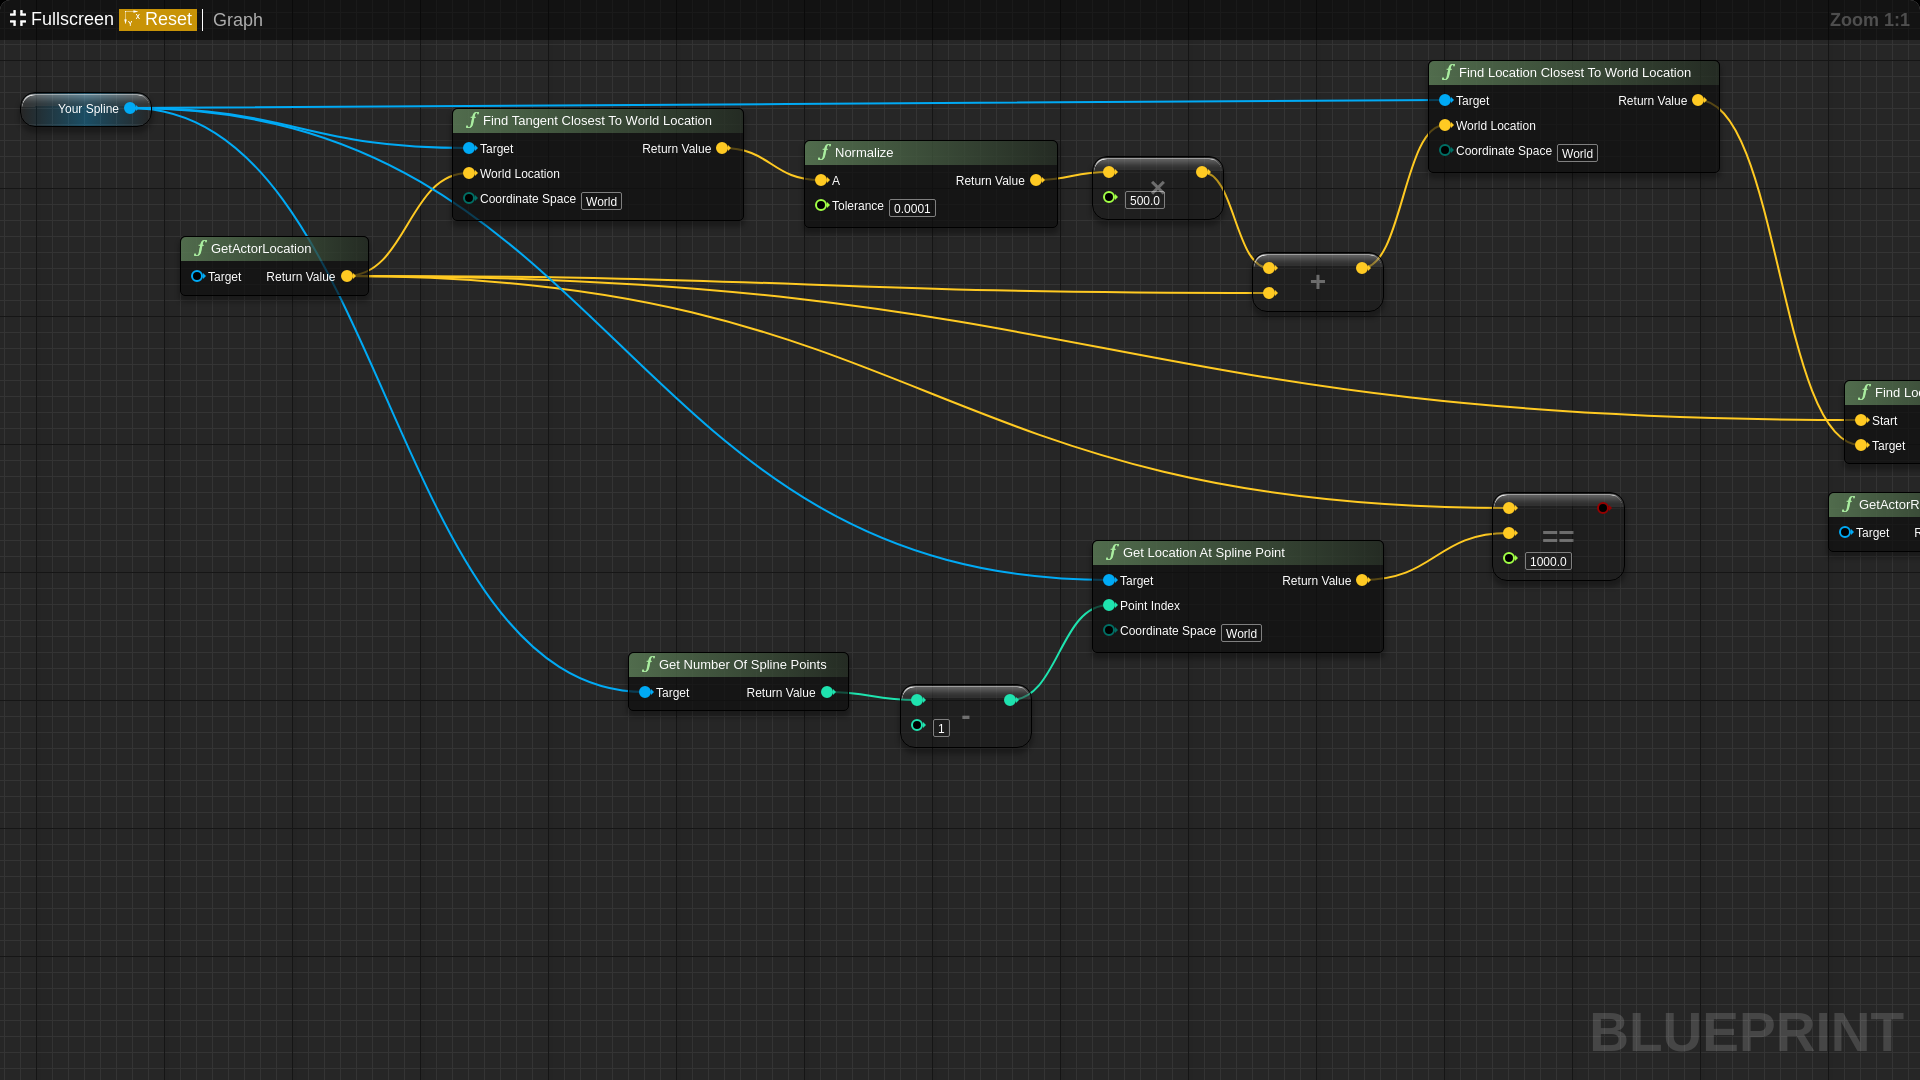 Fullscreen Reset Graph
Zoom 1:1
Your Spline
Find Location Closest To World Location
Target Return Value
World Location
Coordinate Space World
Find Tangent Closest To World Location
Target Return Value
World Location
Coordinate Space World
Normalize
A Return Value
Tolerance 0.0001
×
500.0
GetActorLocation
Target Return Value
+
Find Loc
Start
Target
GetActorR
Target R
==
1000.0
Get Location At Spline Point
Target Return Value
Point Index
Coordinate Space World
Get Number Of Spline Points
Target Return Value
-
1
BLUEPRINT